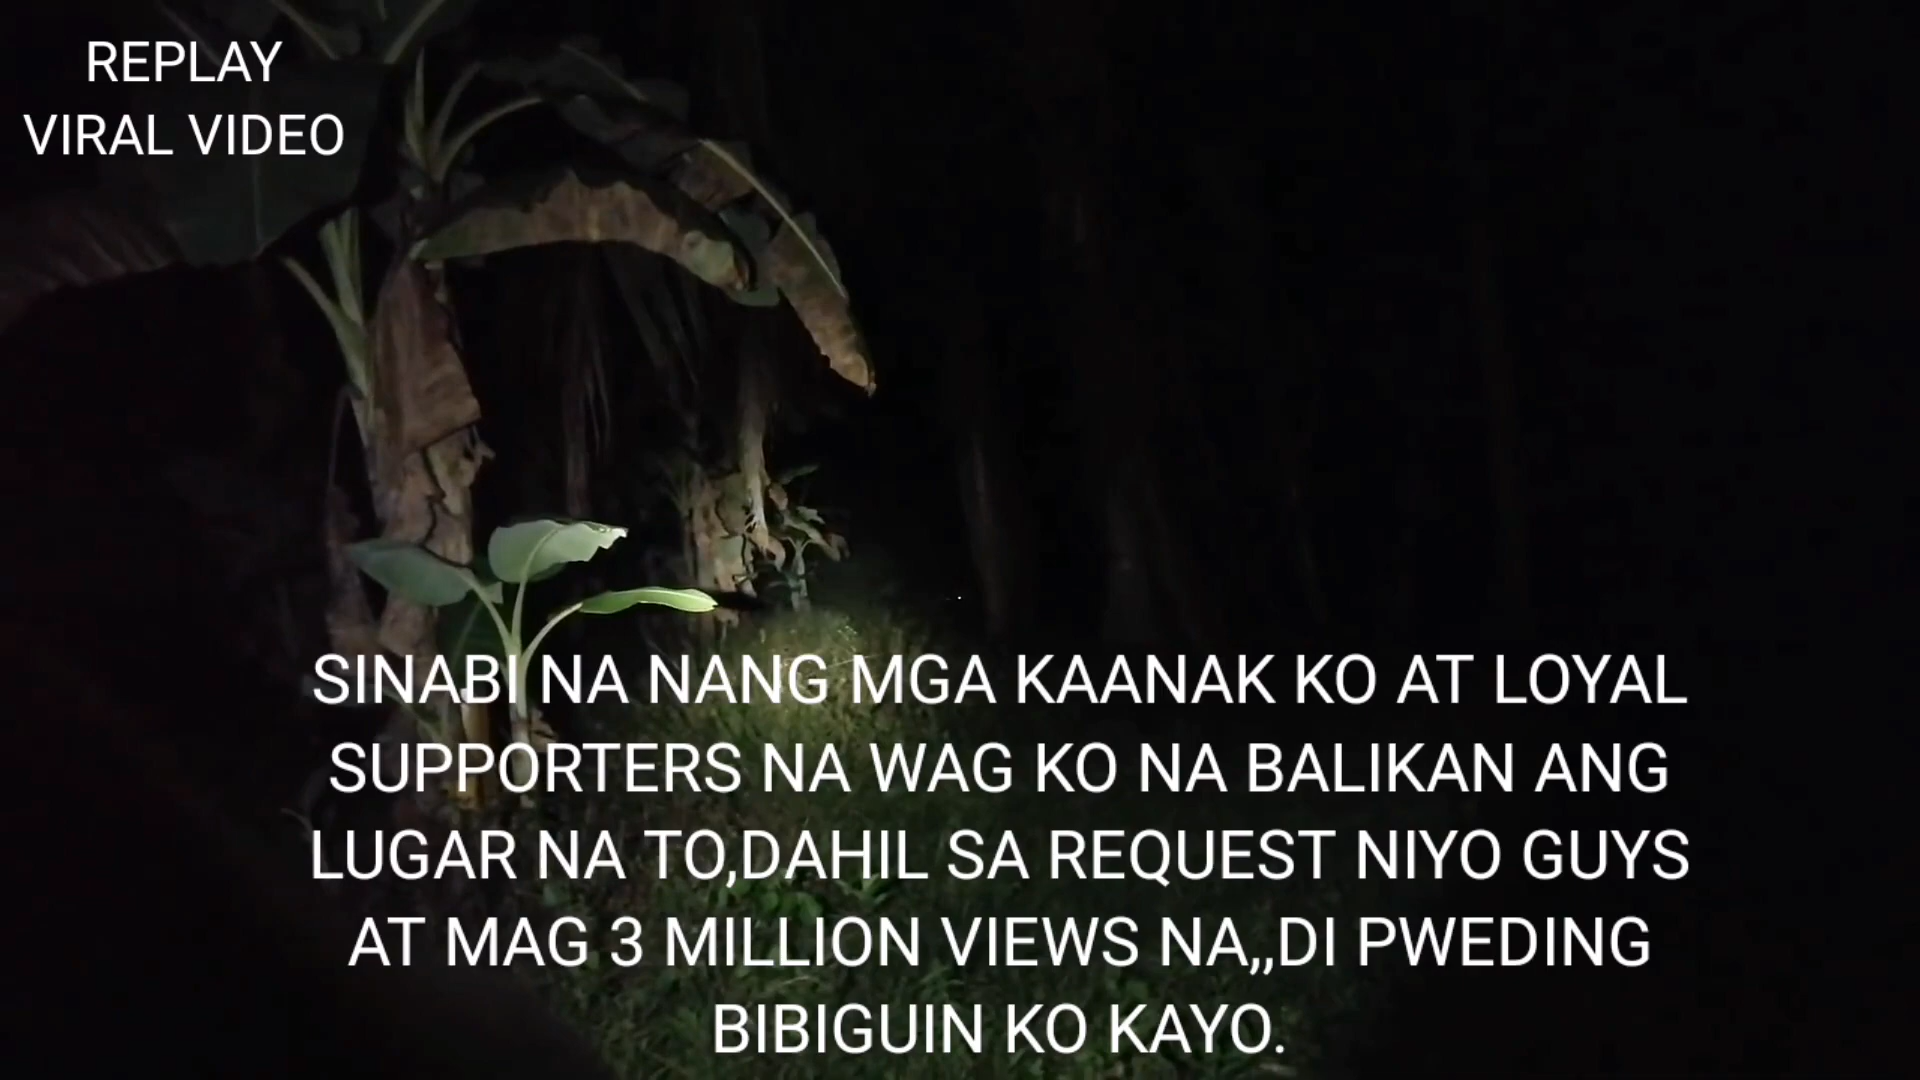 REPLAY
VIRAL VIDEO
SINABI NA NANG MGA KAANAK KO AT LOYAL
SUPPORTERS NA WAG KO NA BALIKAN ANG
LUGAR NA TO,DAHIL SA REQUEST NIYO GUYS
AT MAG 3 MILLION VIEWS NA,,DI PWEDING
BIBIGUIN KO KAYO.